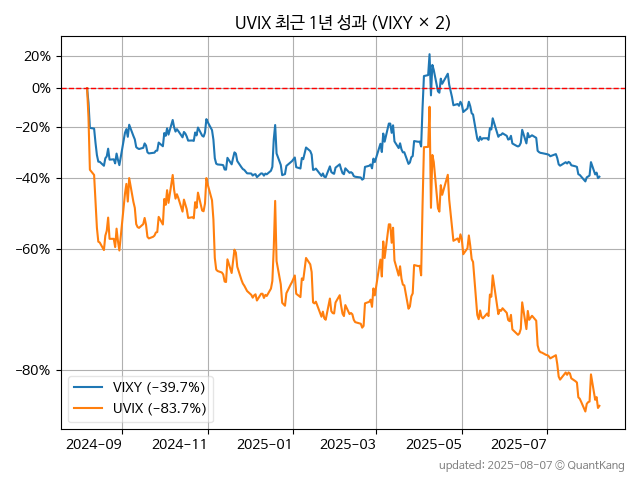 UVIX 최근 1년 성과 (VIXY × 2)
20%
0%
−20%
−40%
−60%
−80%
VIXY (−39.7%)
UVIX (−83.7%)
2024-09 2024-11 2025-01 2025-03 2025-05 2025-07
updated: 2025-08-07 © QuantKang